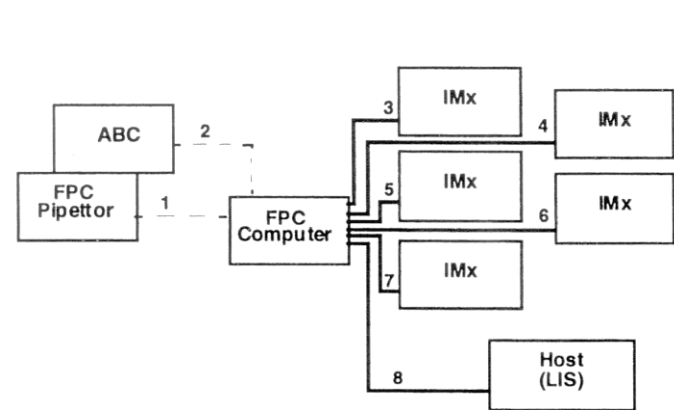 IMx
3
4
IMx
ABC
2
IMx
5
IMx
FPC
Pipettor
1
6
FPC
Computer
IMx
7
Host
(LIS)
8